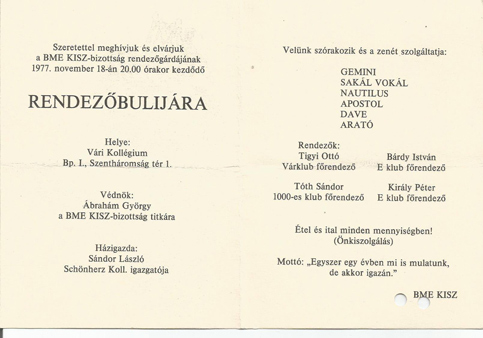 Szeretettel meghívjuk és elvárjuk
a BME KISZ-bizottság rendezőgárdájának
1977. november 18-án 20.00 órakor kezdődő
RENDEZŐBULIJÁRA
Helye:
Vári Kollégium
Bp. I., Szentháromság tér 1.
Védnök:
Ábrahám György
a BME KISZ-bizottság titkára
Házigazda:
Sándor László
Schönherz Koll. igazgatója
Velünk szórakozik és a zenét szolgáltatja:
GEMINI
SAKÁL VOKÁL
NAUTILUS
APOSTOL
DAVE
ARATÓ
Rendezők:
Tigyi Ottó
Várklub főrendező
Bárdy István
E klub főrendező
Tóth Sándor
1000-es klub főrendező
Király Péter
E klub főrendező
Étel és ital minden mennyiségben!
(Önkiszolgálás)
Mottó: „Egyszer egy évben mi is mulatunk,
de akkor igazán.”
BME KISZ